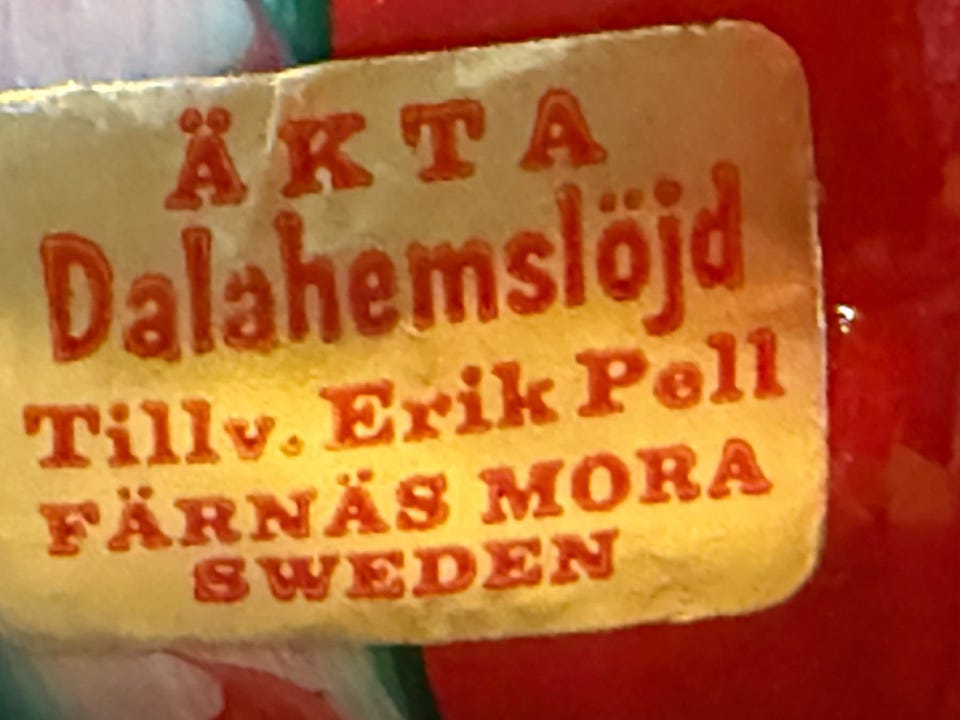 ÄKTA
Dalahemslöjd
Tillv. Erik Pell
FÄRNÄS MORA
SWEDEN